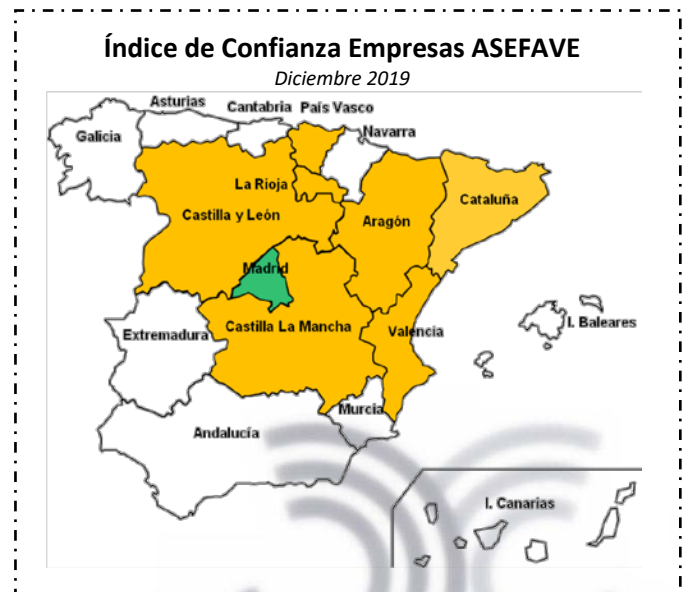 Índice de Confianza Empresas ASEFAVE
Diciembre 2019
Asturias Cantabria País Vasco
Galicia Navarra
La Rioja
Cataluña
Castilla y León
Aragón
Madrid
Extremadura Castilla La Mancha Valencia I. Baleares
Murcia
Andalucía
I. Canarias